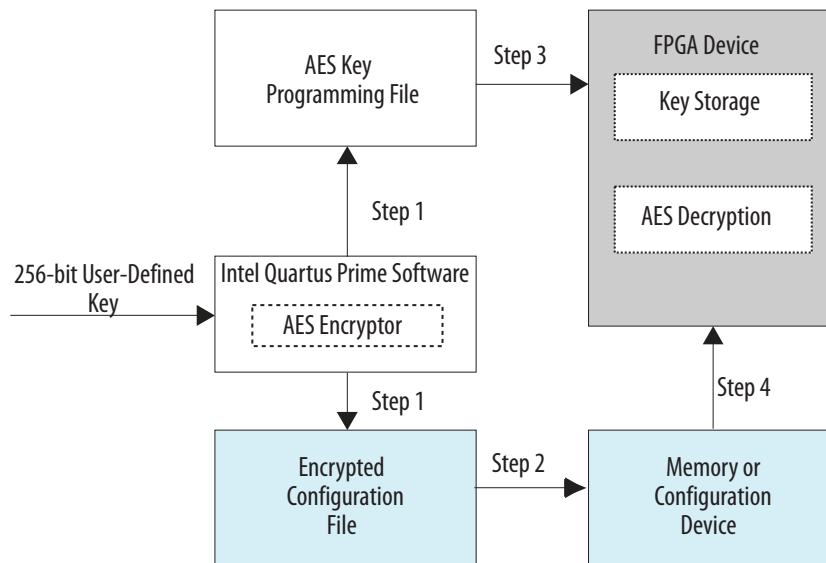 AES Key
Programming File
Step 3
FPGA Device
Key Storage
AES Decryption
Step 1
256-bit User-Defined
Key
Intel Quartus Prime Software
AES Encryptor
Step 1
Step 4
Encrypted
Configuration
File
Step 2
Memory or
Configuration
Device